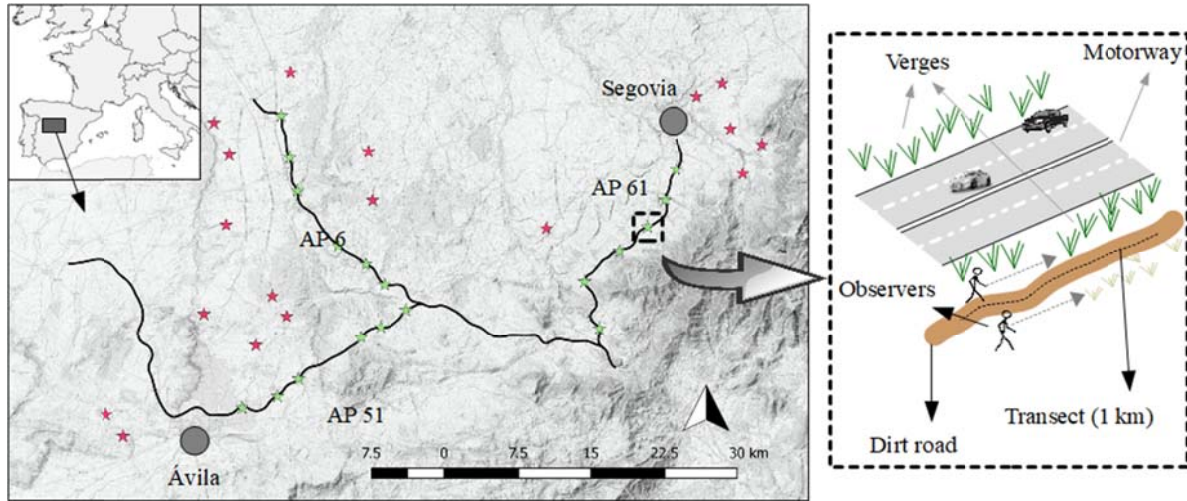 Segovia
AP 61
AP 6
AP 51
Ávila
7.5 0 7.5 15 22.5 30 km
Verges
Motorway
Observers
Transect (1 km)
Dirt road